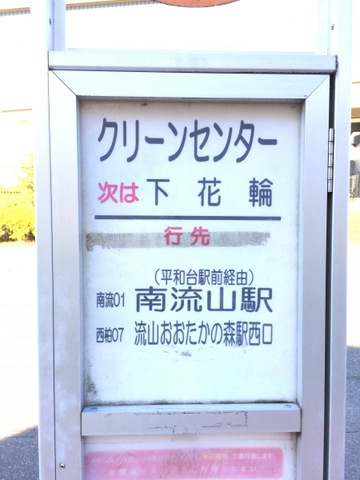 クリーンセンター
次は 下花輪
行先
(平和台駅前経由)
南流01 南流山駅
西柏07 流山おおたかの森駅西口